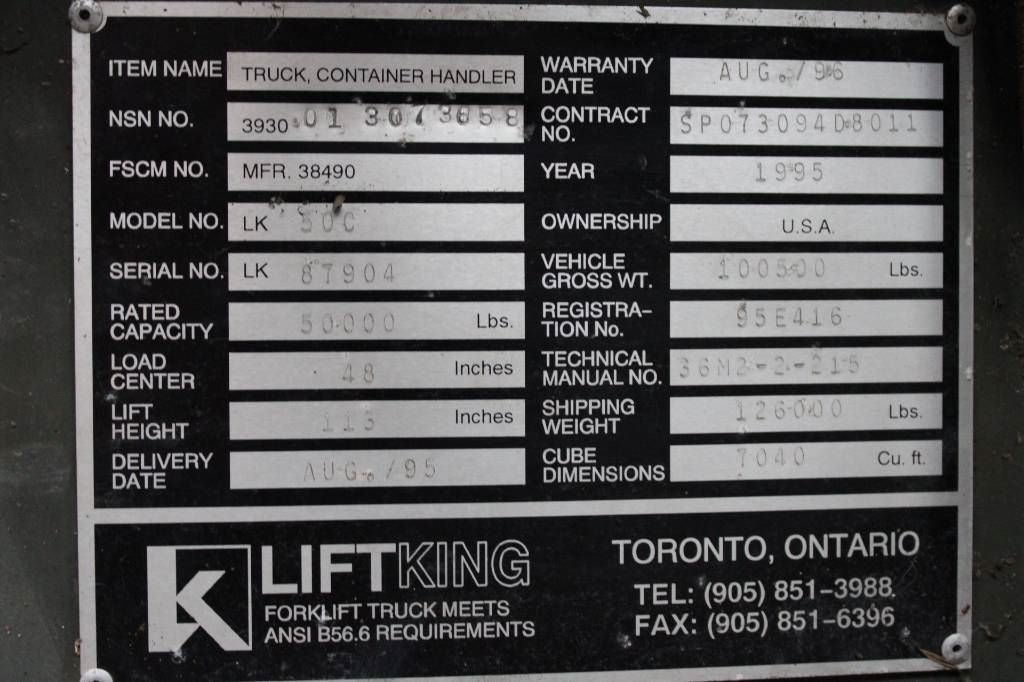 ITEM NAME TRUCK, CONTAINER HANDLER
NSN NO. 3930 01 307 3658
FSCM NO. MFR. 38490
MODEL NO. LK 50C
SERIAL NO. LK 87904
RATED CAPACITY 50000 Lbs.
LOAD CENTER 48 Inches
LIFT HEIGHT 113 Inches
DELIVERY DATE AUG. /95
WARRANTY DATE AUG. /96
CONTRACT NO. SP073094D8011
YEAR 1995
OWNERSHIP U.S.A.
VEHICLE GROSS WT. 100500 Lbs.
REGISTRA-
TION No. 95E416
TECHNICAL MANUAL NO. 36M2-2-215
SHIPPING WEIGHT 126000 Lbs.
CUBE DIMENSIONS 7040 Cu. ft.
K LIFTKING
FORKLIFT TRUCK MEETS
ANSI B56.6 REQUIREMENTS
TORONTO, ONTARIO
TEL: (905) 851-3988
FAX: (905) 851-6396